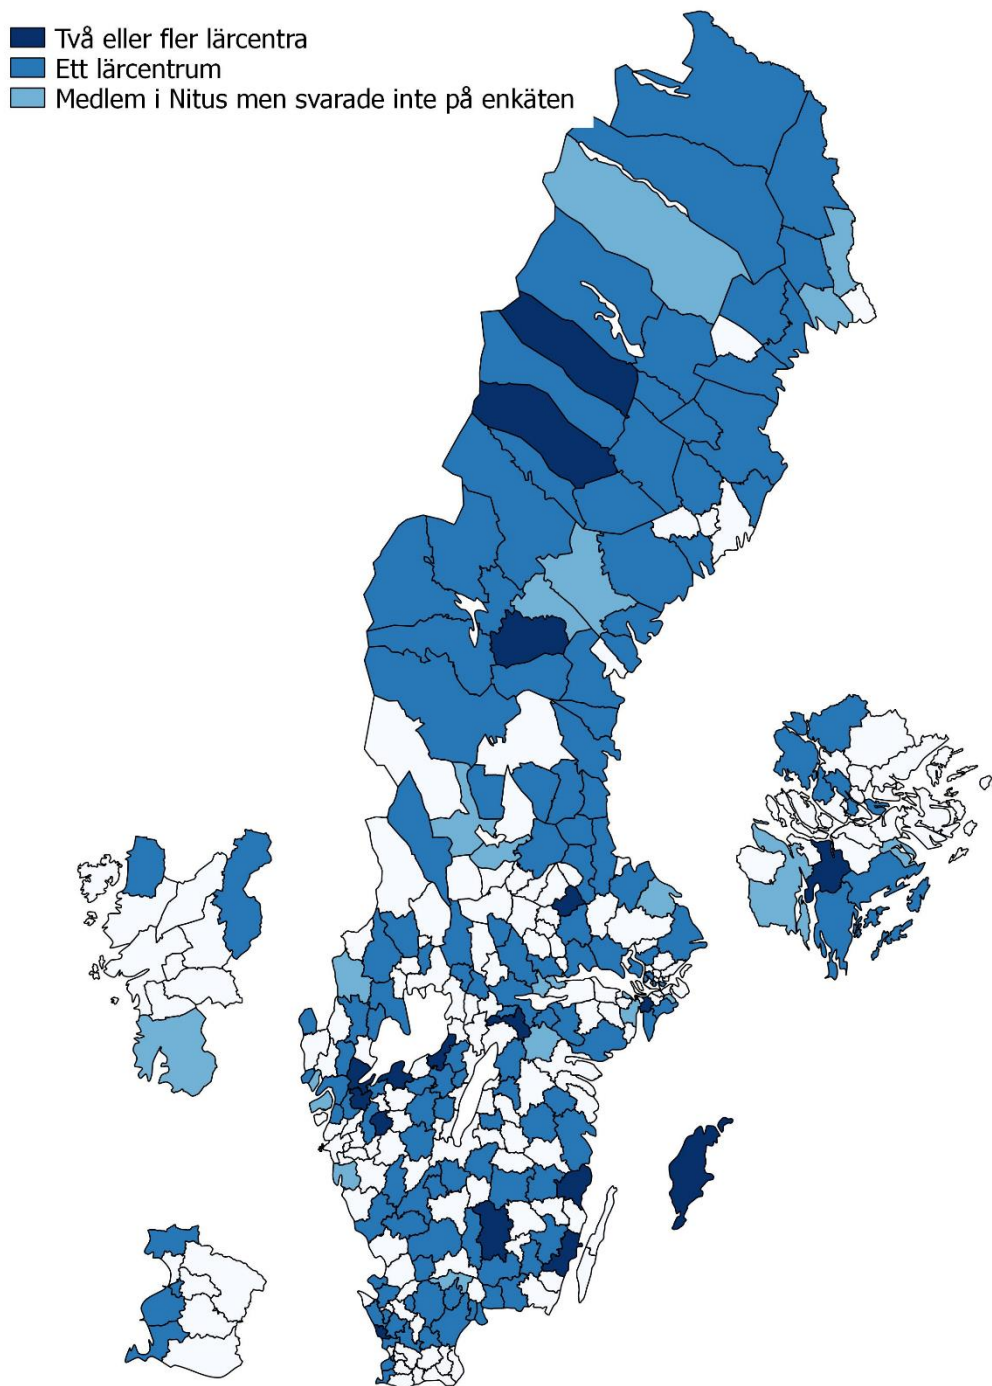 Två eller fler lärcentra
Ett lärcentrum
Medlem i Nitus men svarade inte på enkäten